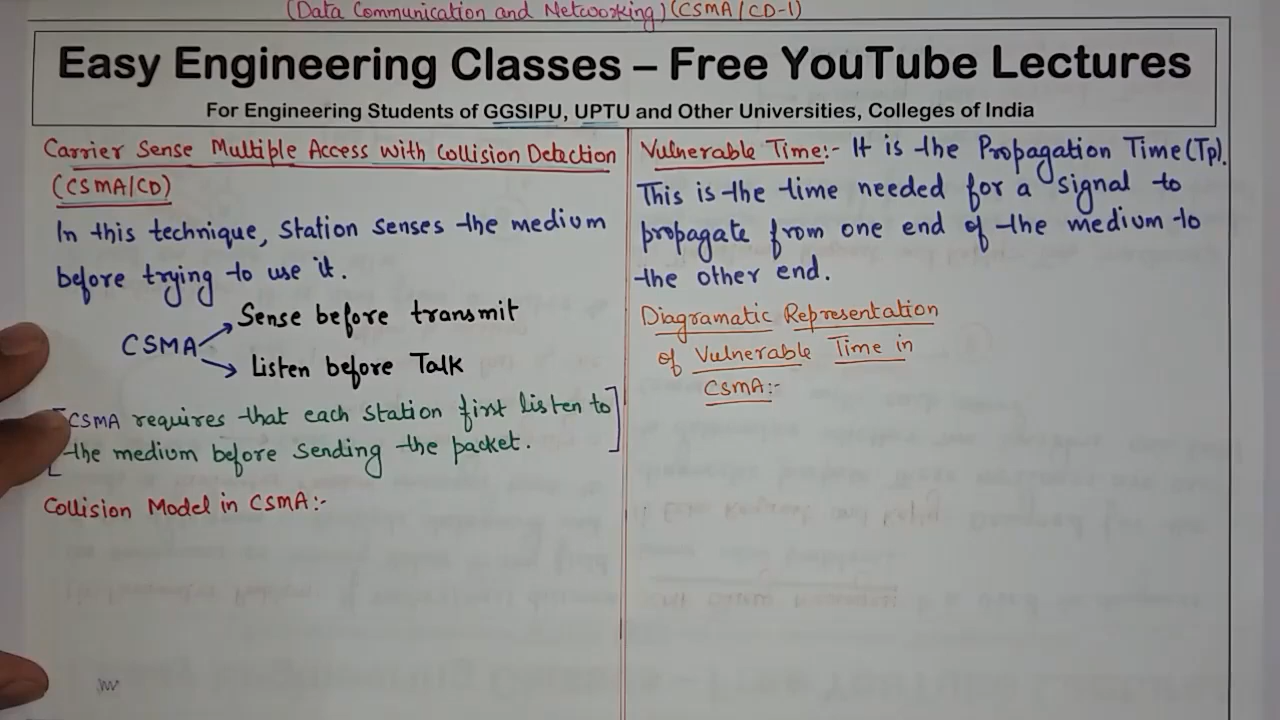 (Data Communication and Networking) (CSMA/CD-1)
Easy Engineering Classes – Free YouTube Lectures
For Engineering Students of GGSIPU, UPTU and Other Universities, Colleges of India
Carrier Sense Multiple Access with Collision Detection
(CSMA/CD)
In this technique, Station senses the medium
before trying to use it.
CSMA
Sense before transmit
Listen before Talk
[CSMA requires that each station first listen to
the medium before sending the packet.]
Collision Model in CSMA:-
Vulnerable Time:- It is the Propagation Time(Tp).
This is the time needed for a signal to
propagate from one end of the medium to
the other end.
Diagramatic Representation
of Vulnerable Time in
CSMA:-